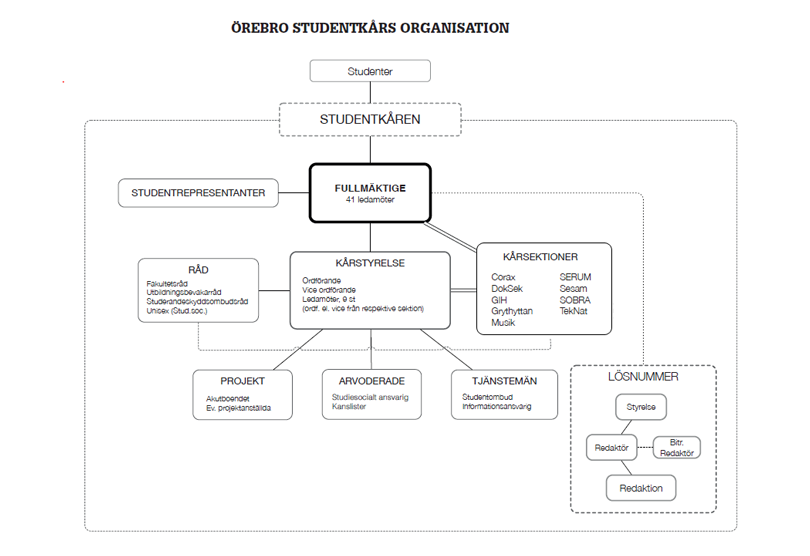 ÖREBRO STUDENTKÅRS ORGANISATION
Studenter
STUDENTKÅREN
FULLMÄKTIGE
41 ledamöter
STUDENTREPRESENTANTER
RÅD
Fakultetsråd
Utbildningsbevakarråd
Studerandeskyddsombudsråd
Unisex (Stud.soc.)
KÅRSTYRELSE
Ordförande
Vice ordförande
Ledamöter, 9 st
(ordf. el. vice från respektive sektion)
KÅRSEKTIONER
Corax
DokSek
GIH
Grythyttan
Musik
SERUM
Sesam
SOBRA
TekNat
PROJEKT
Akutboendet
Ev. projektanställda
ARVODERADE
Studiesocialt ansvarig
Kanslister
TJÄNSTEMÄN
Studentombud
Informationsansvarig
LÖSNUMMER
Styrelse
Redaktör
Bitr.
Redaktör
Redaktion